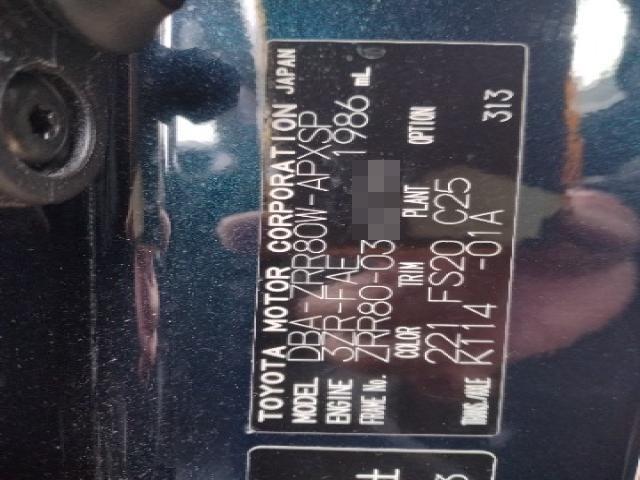 TOYOTA MOTOR CORPORATION JAPAN
MODEL DBA-ZRR80W-APXSP
ENGINE 3ZR-FAE 1986 mL
FRAME No. ZRR80-03
COLOR TRIM PLANT OPTION
221 FS20 C25
TRANS./AXLE K114 -01A 313